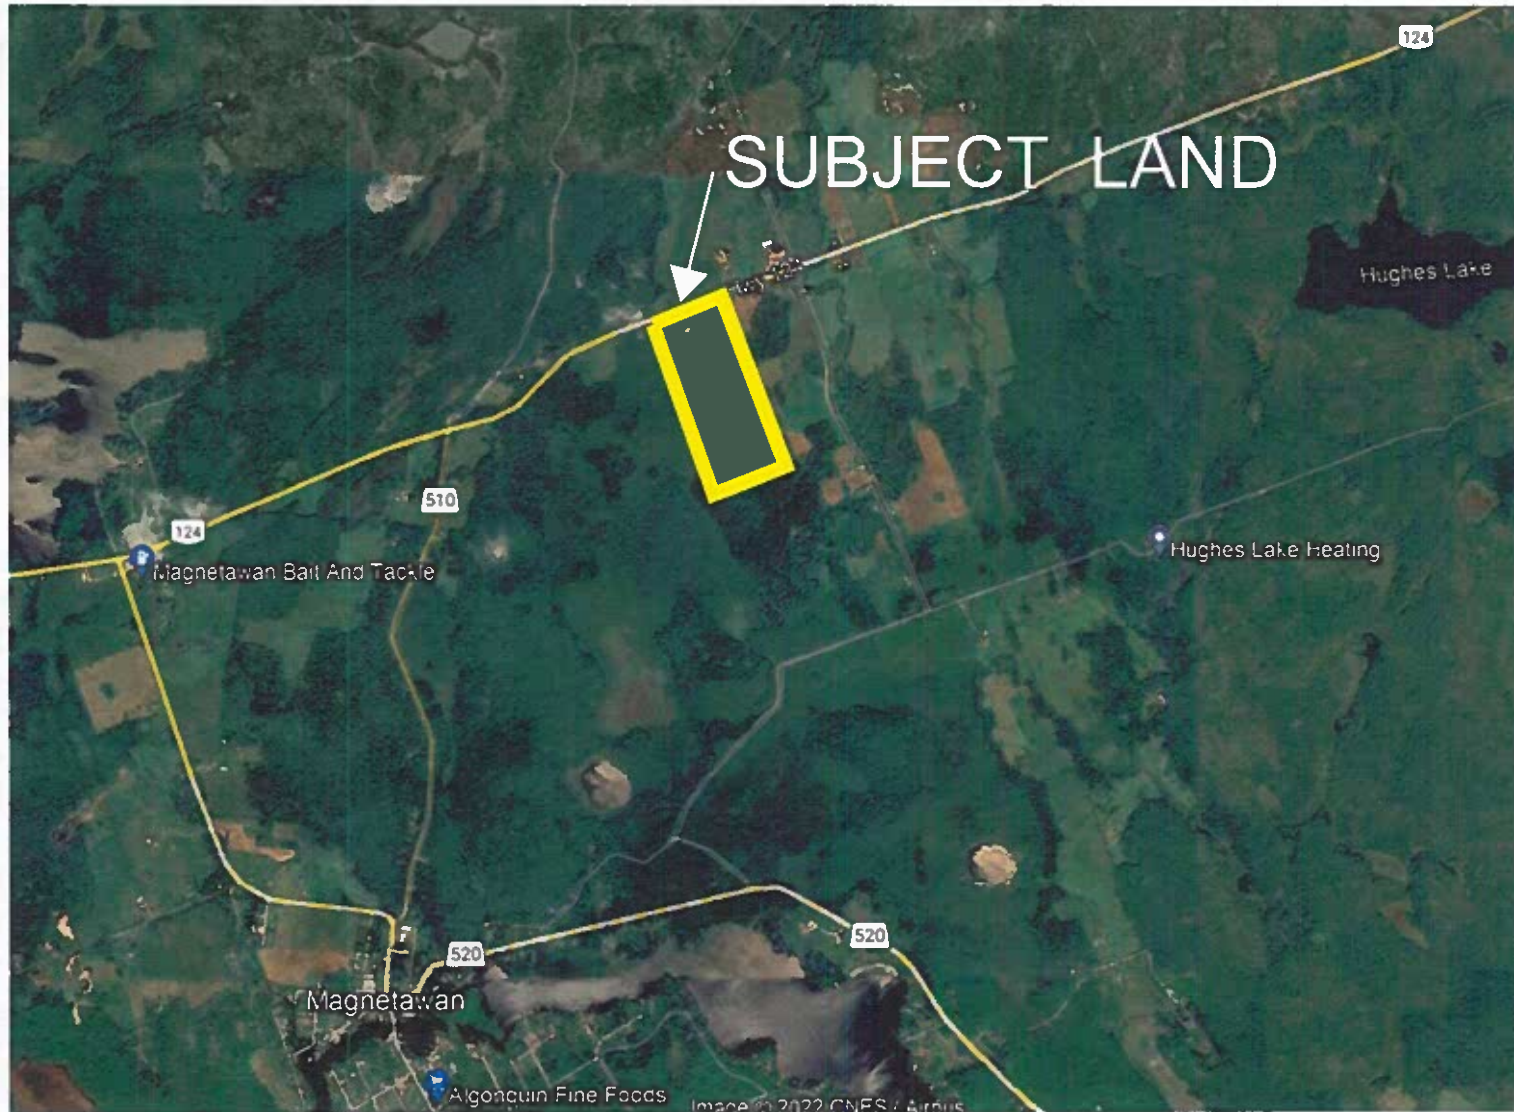 124
SUBJECT LAND
Hughes Lake
510
124
Magnetawan Bait And Tackle
Hughes Lake Heating
520
520
Magnetawan
Algonquin Fine Foods
Image © 2022 CNES / Airbus